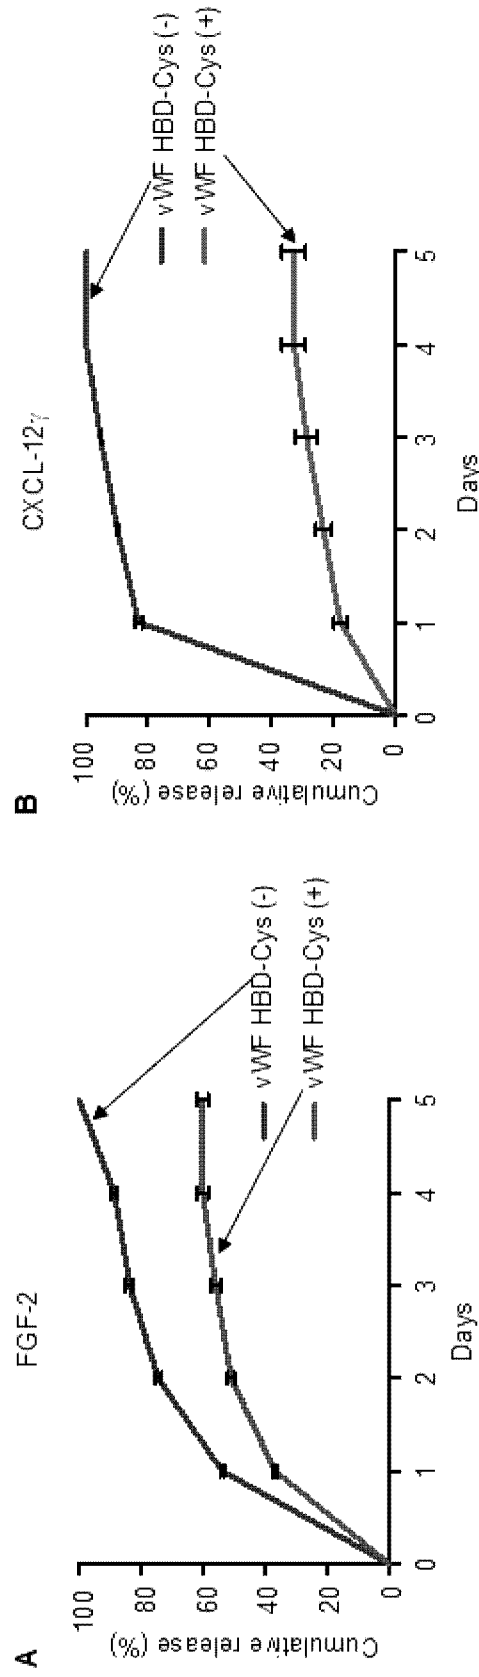 A
FGF-2
Cumulative release (%)
100
80
60
40
20
0
0 1 2 3 4 5
Days
vWF HBD-Cys (-)
vWF HBD-Cys (+)
B
CXCL-12γ
Cumulative release (%)
100
80
60
40
20
0
0 1 2 3 4 5
Days
vWF HBD-Cys (-)
vWF HBD-Cys (+)